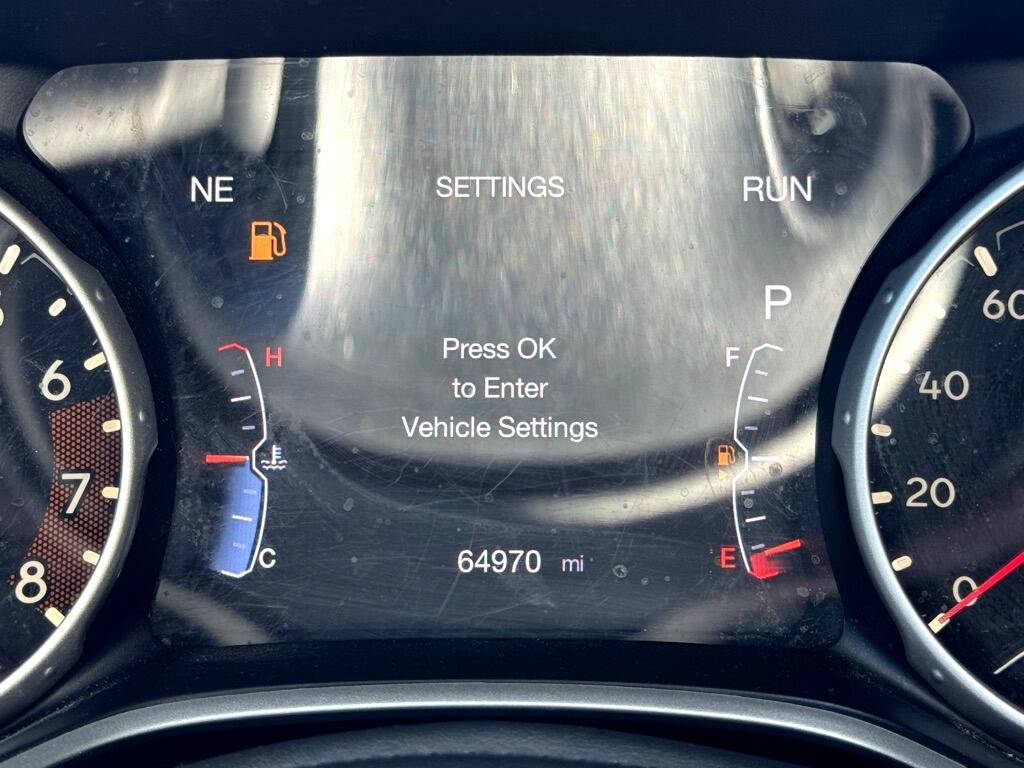 NE
SETTINGS
RUN
P
H
Press OK
to Enter
Vehicle Settings
F
C
64970 mi
E
6
7
8
60
40
20
0